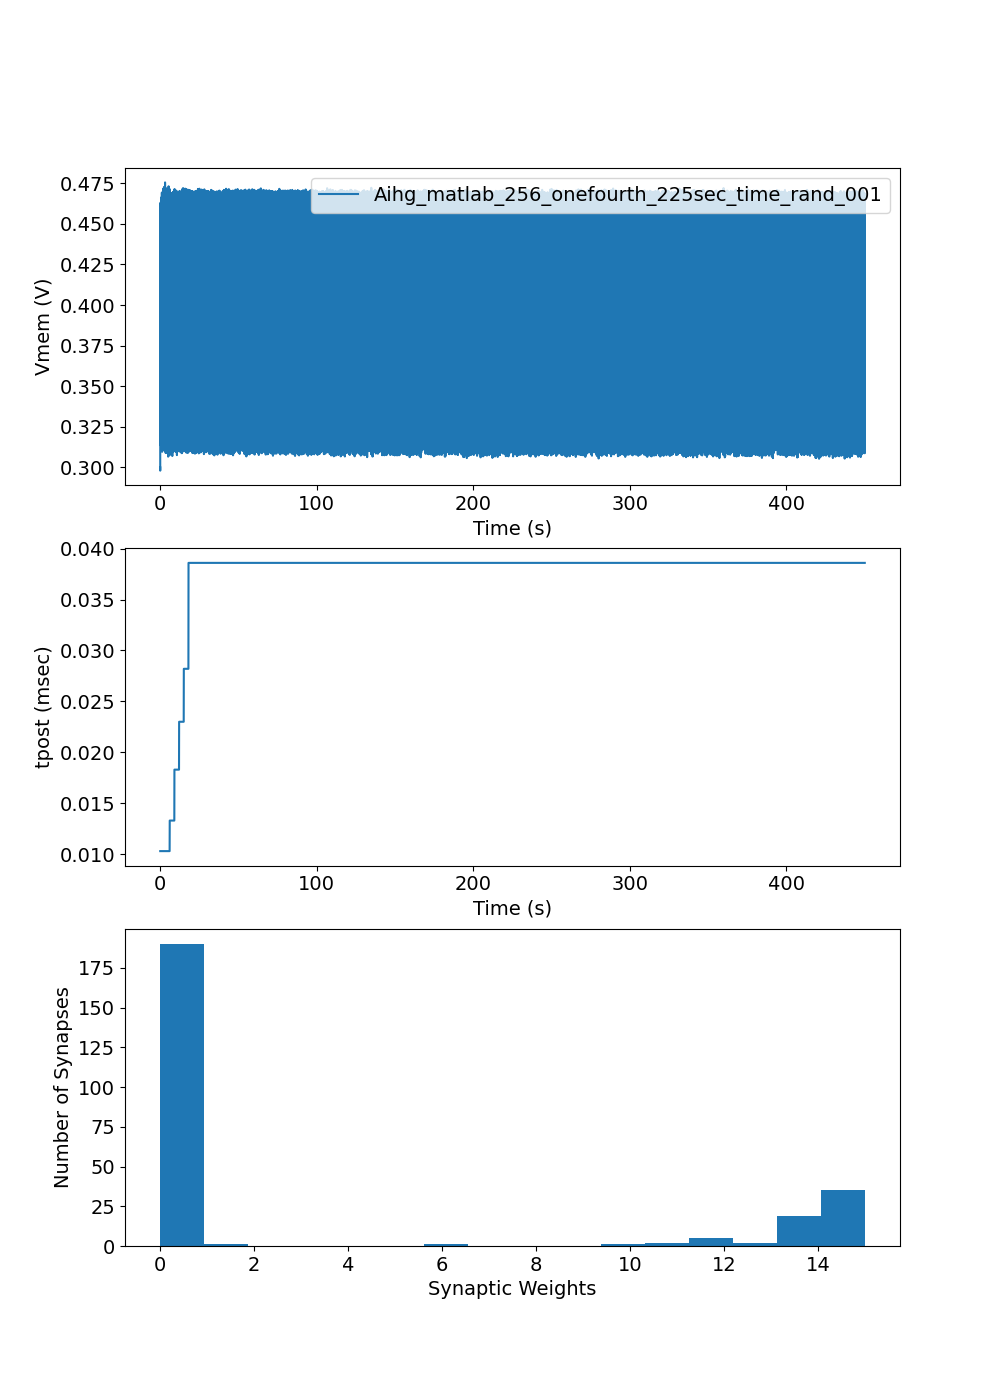 0.475
0.450
0.425
0.400
0.375
0.350
0.325
0.300
Vmem (V)
Aihg_matlab_256_onefourth_225sec_time_rand_001
0 100 200 300 400
Time (s)
0.040
0.035
0.030
0.025
0.020
0.015
0.010
tpost (msec)
0 100 200 300 400
Time (s)
175
150
125
100
75
50
25
0
Number of Synapses
0 2 4 6 8 10 12 14
Synaptic Weights